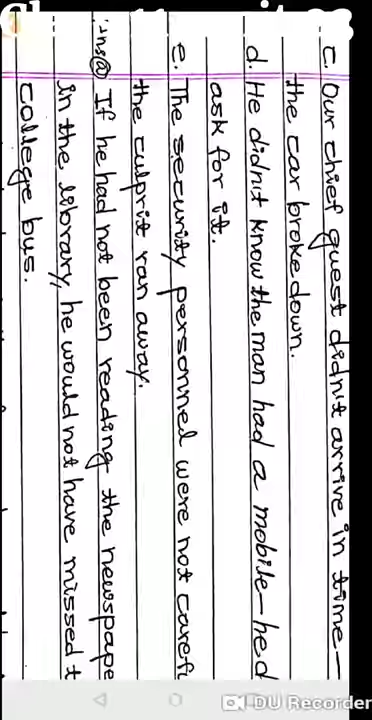 c. Our chief guest didn't arrive in time—
the car broke down.
d. He didn't know the man had a mobile—he d
ask for it.
e. The security personnel were not carefu
the culprit ran away.
Ans:ⓐ If he had not been reading the newspape
in the library, he would not have missed t
college bus.
DU Recorder